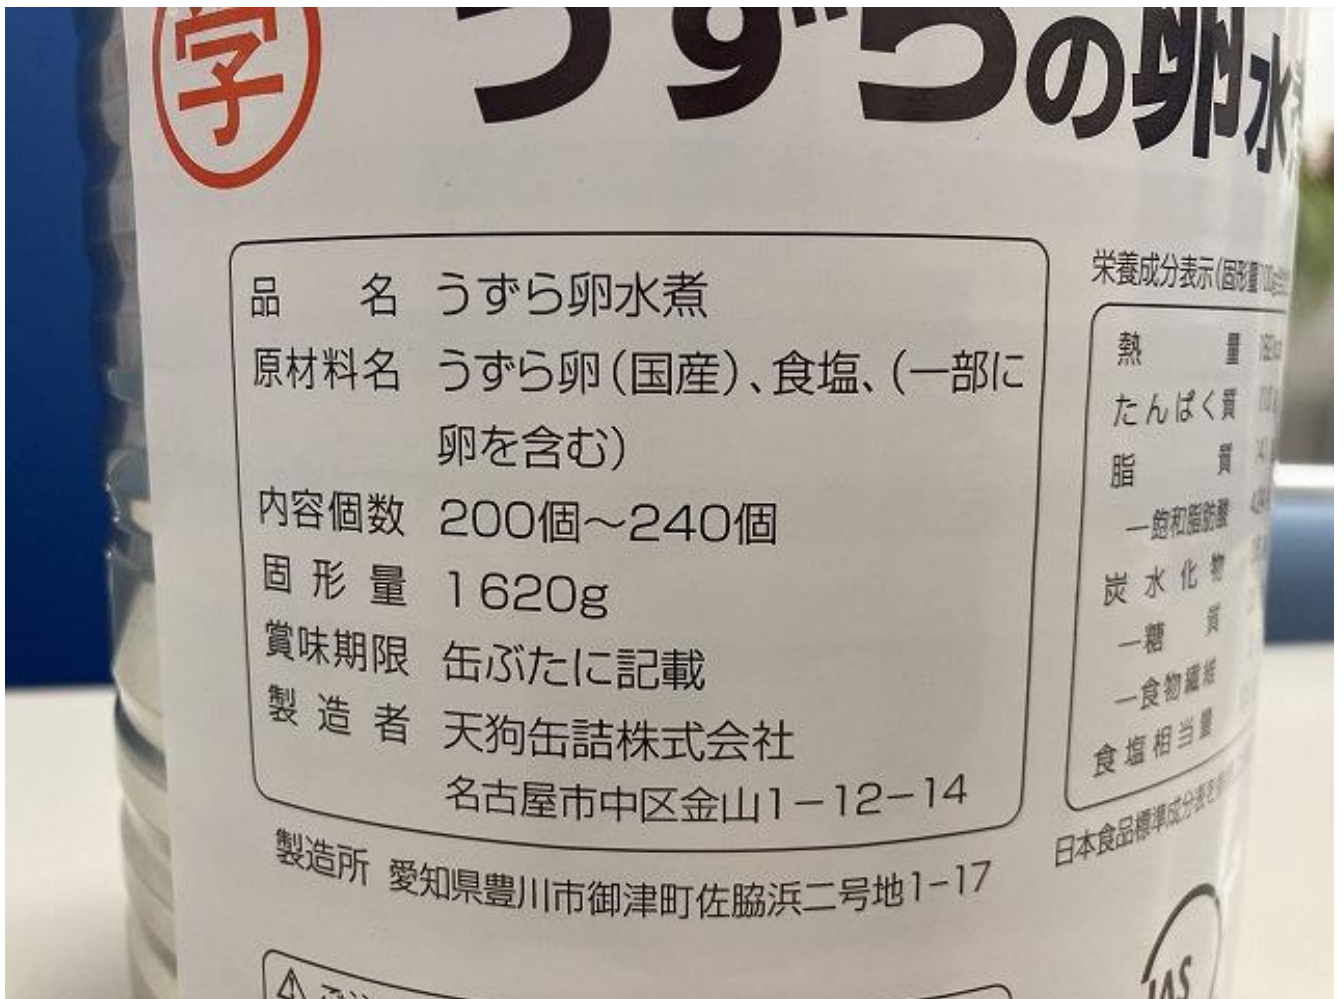 学
うずらの卵水
品名 うずら卵水煮
原材料名 うずら卵(国産)、食塩、(一部に
卵を含む)
内容個数 200個～240個
固形量 1620g
賞味期限 缶ぶたに記載
製造者 天狗缶詰株式会社
名古屋市中区金山1-12-14
製造所 愛知県豊川市御津町佐脇浜二号地1-17
栄養成分表示(固形量
熱量
たんぱく質
脂質
―飽和脂肪酸
炭水化物
―糖質
―食物繊維
食塩相当量
日本食品標準成分表を
JAS